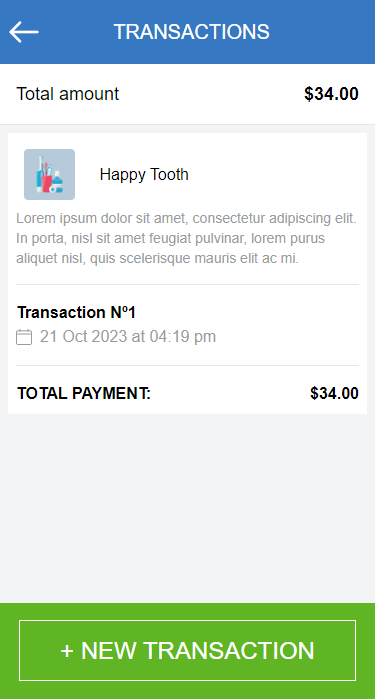 TRANSACTIONS
Total amount $34.00
Happy Tooth
Lorem ipsum dolor sit amet, consectetur adipiscing elit.
In porta, nisl sit amet feugiat pulvinar, lorem purus
aliquet nisl, quis scelerisque mauris elit ac mi.
Transaction Nº1
21 Oct 2023 at 04:19 pm
TOTAL PAYMENT: $34.00
+ NEW TRANSACTION